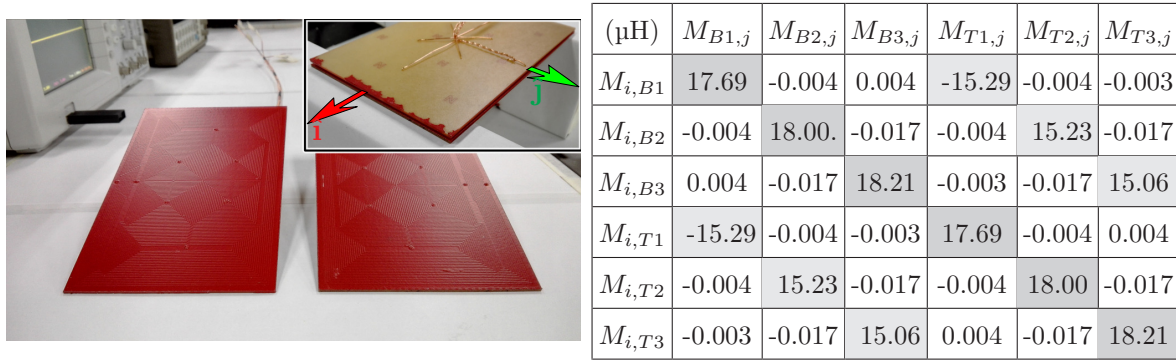 ı
J
(µH) M_{B1,j} M_{B2,j} M_{B3,j} M_{T1,j} M_{T2,j} M_{T3,j}
M_{i,B1} 17.69 -0.004 0.004 -15.29 -0.004 -0.003
M_{i,B2} -0.004 18.00. -0.017 -0.004 15.23 -0.017
M_{i,B3} 0.004 -0.017 18.21 -0.003 -0.017 15.06
M_{i,T1} -15.29 -0.004 -0.003 17.69 -0.004 0.004
M_{i,T2} -0.004 15.23 -0.017 -0.004 18.00 -0.017
M_{i,T3} -0.003 -0.017 15.06 0.004 -0.017 18.21